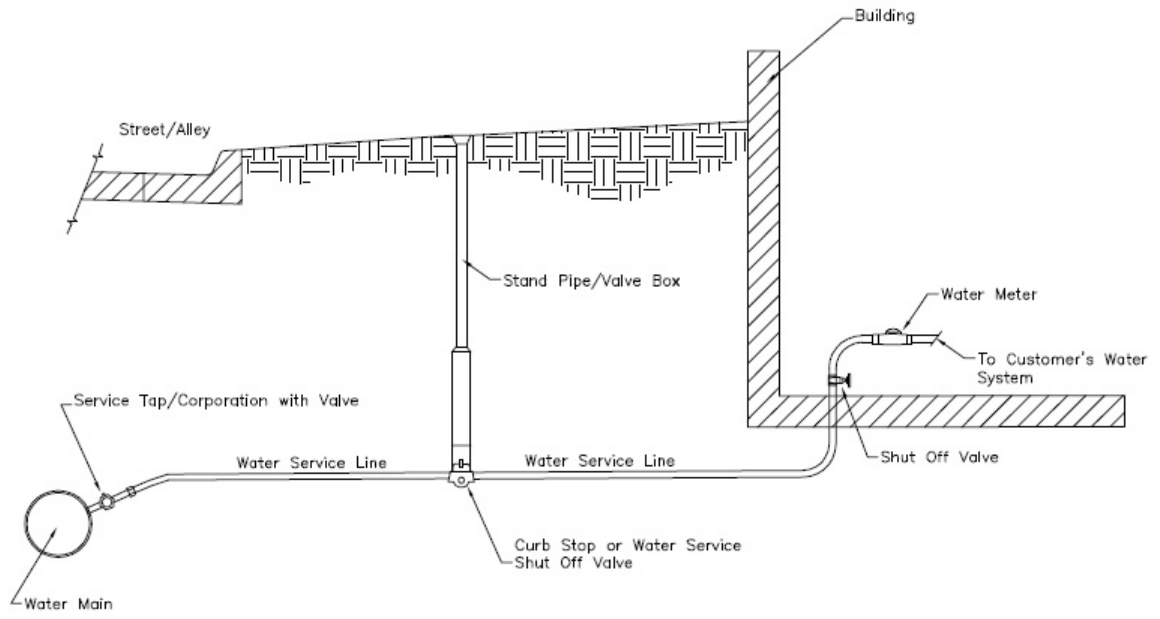 Building
Street/Alley
Stand Pipe/Valve Box
Water Meter
To Customer's Water
System
Service Tap/Corporation with Valve
Water Service Line
Water Service Line
Shut Off Valve
Curb Stop or Water Service
Shut Off Valve
Water Main